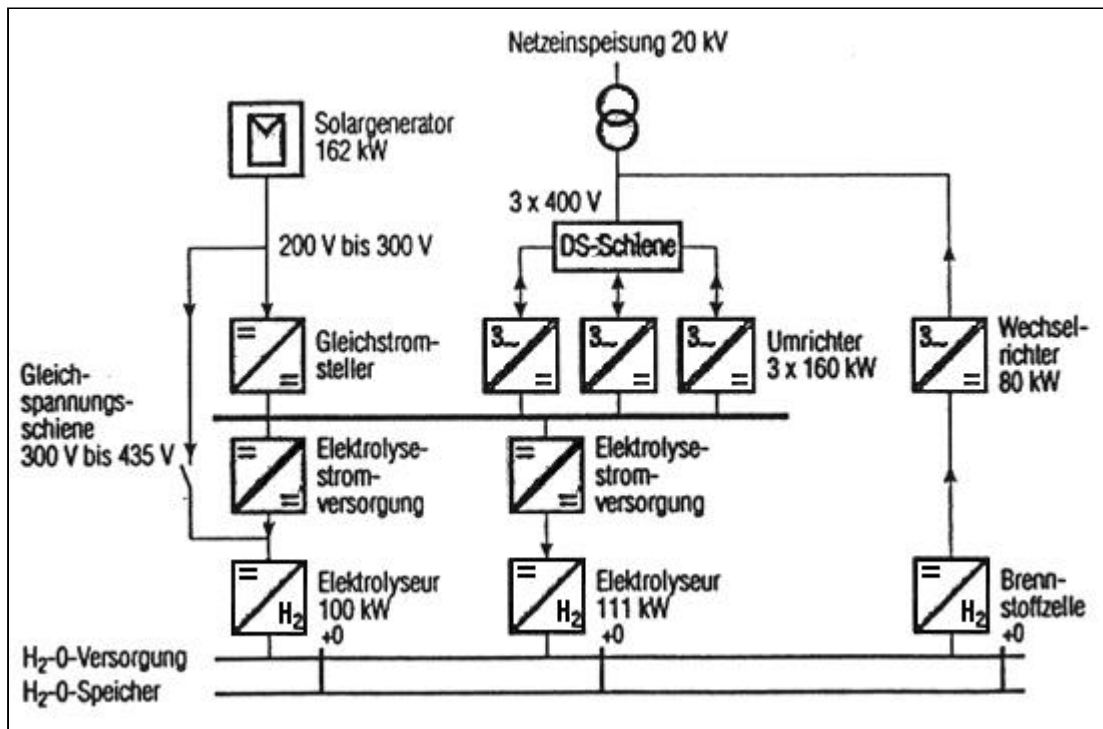 Netzeinspeisung 20 kV
Solargenerator
162 kW
3 x 400 V
DS-Schiene
200 V bis 300 V
=
=
Gleichstrom-
steller
3~
=
3~
=
3~
=
Umrichter
3 x 160 kW
3~
=
Wechsel-
richter
80 kW
Gleich-
spannungs-
schiene
300 V bis 435 V
=
=
Elektrolyse-
strom-
versorgung
=
=
Elektrolyse-
strom-
versorgung
=
H2
Elektrolyseur
100 kW
+0
=
H2
Elektrolyseur
111 kW
+0
=
H2
Brenn-
stoffzelle
+0
H2-0-Versorgung
H2-0-Speicher